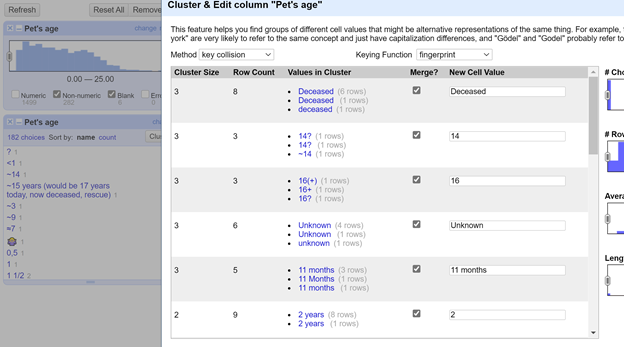 Refresh
Reset All
Remove
Pet's age
change
0.00 — 25.00
Numeric
1499
Non-numeric
282
Blank
6
Pet's age
162 choices Sort by: name count
Clu
? 1
<1 1
~14 1
~15 years (would be 17 years
today, now deceased, rescue) 1
~3 1
~9 1
≈7 1
1
0,5 1
1 1
1 1/2 2
Cluster & Edit column "Pet's age"
This feature helps you find groups of different cell values that might be alternative representations of the same thing. For example,
york" are very likely to refer to the same concept and just have capitalization differences, and "Gödel" and "Godel" probably refer to
Method key collision
Keying Function fingerprint
Cluster Size Row Count Values in Cluster Merge? New Cell Value
3 8
Deceased (6 rows)
Deceased (1 rows)
deceased (1 rows)
Deceased
3 3
14? (1 rows)
14? (1 rows)
~14 (1 rows)
14
3 3
16(+) (1 rows)
16+ (1 rows)
16? (1 rows)
16
3 6
Unknown (4 rows)
Unknown (1 rows)
unknown (1 rows)
Unknown
3 5
11 months (3 rows)
11 Months (1 rows)
11 months (1 rows)
11 months
2 9
2 years (8 rows)
2 years (1 rows)
2
# Cho
# Row
Avera
Leng